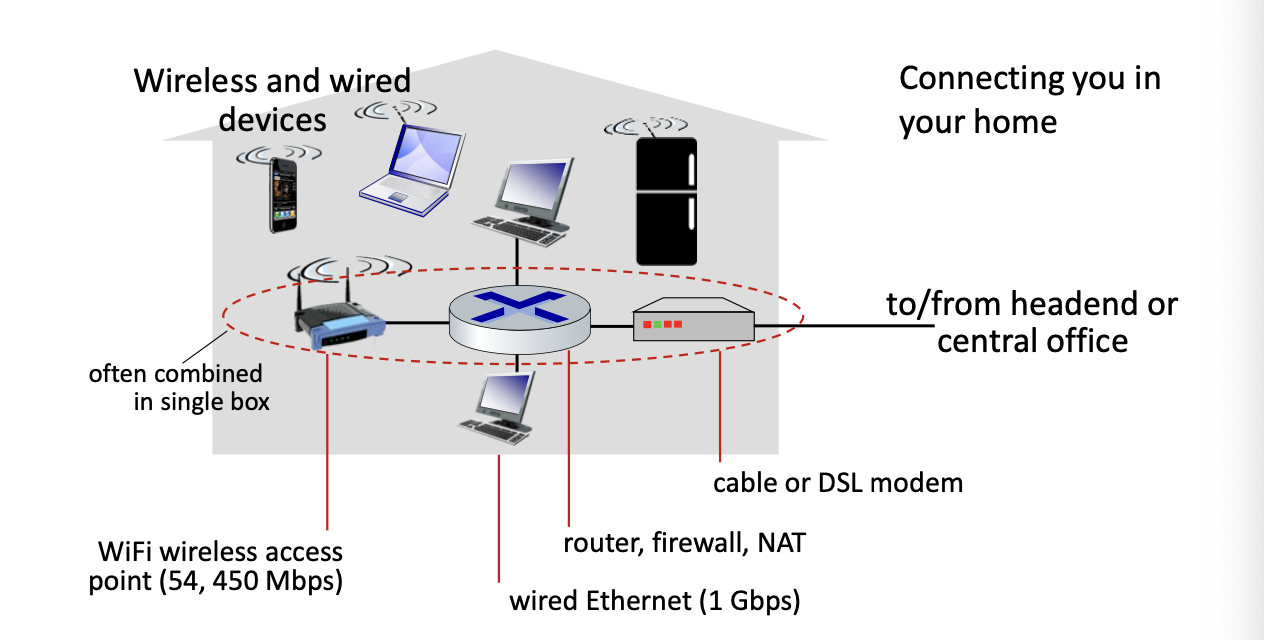 Wireless and wired
devices
Connecting you in
your home
to/from headend or
central office
often combined
in single box
cable or DSL modem
router, firewall, NAT
WiFi wireless access
point (54, 450 Mbps)
wired Ethernet (1 Gbps)